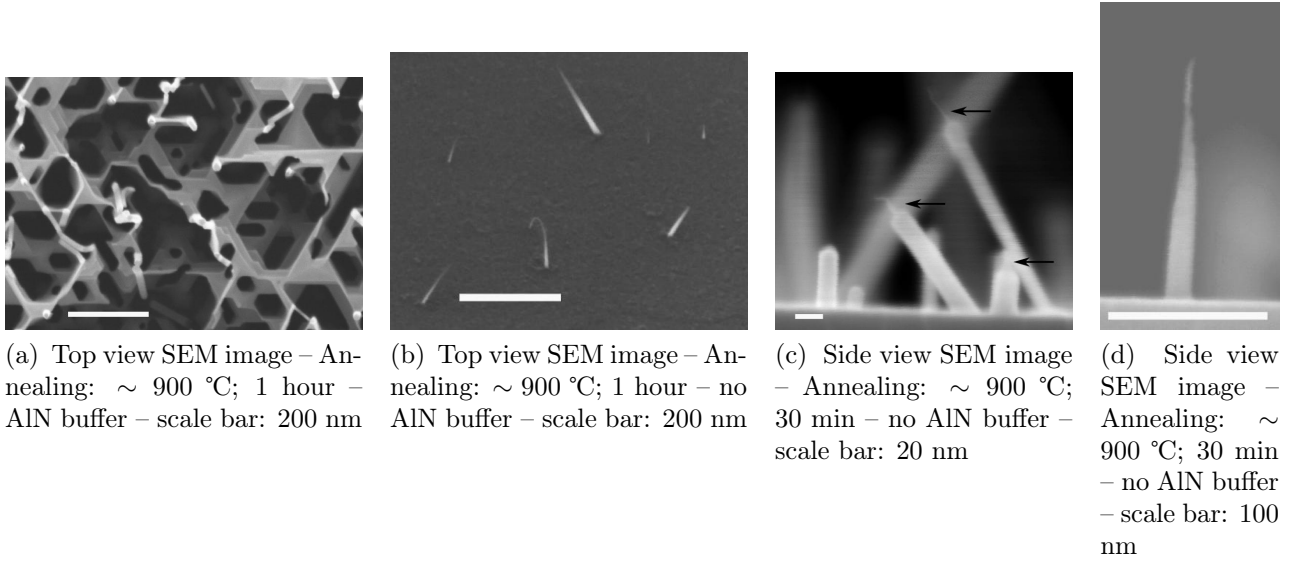 (a) Top view SEM image – An-
nealing: ∼ 900 ℃; 1 hour –
AlN buffer – scale bar: 200 nm
(b) Top view SEM image – An-
nealing: ∼ 900 ℃; 1 hour – no
AlN buffer – scale bar: 200 nm
(c) Side view SEM image
– Annealing: ∼ 900 ℃;
30 min – no AlN buffer –
scale bar: 20 nm
(d) Side view
SEM image –
Annealing: ∼
900 ℃; 30 min
– no AlN buffer
– scale bar: 100
nm